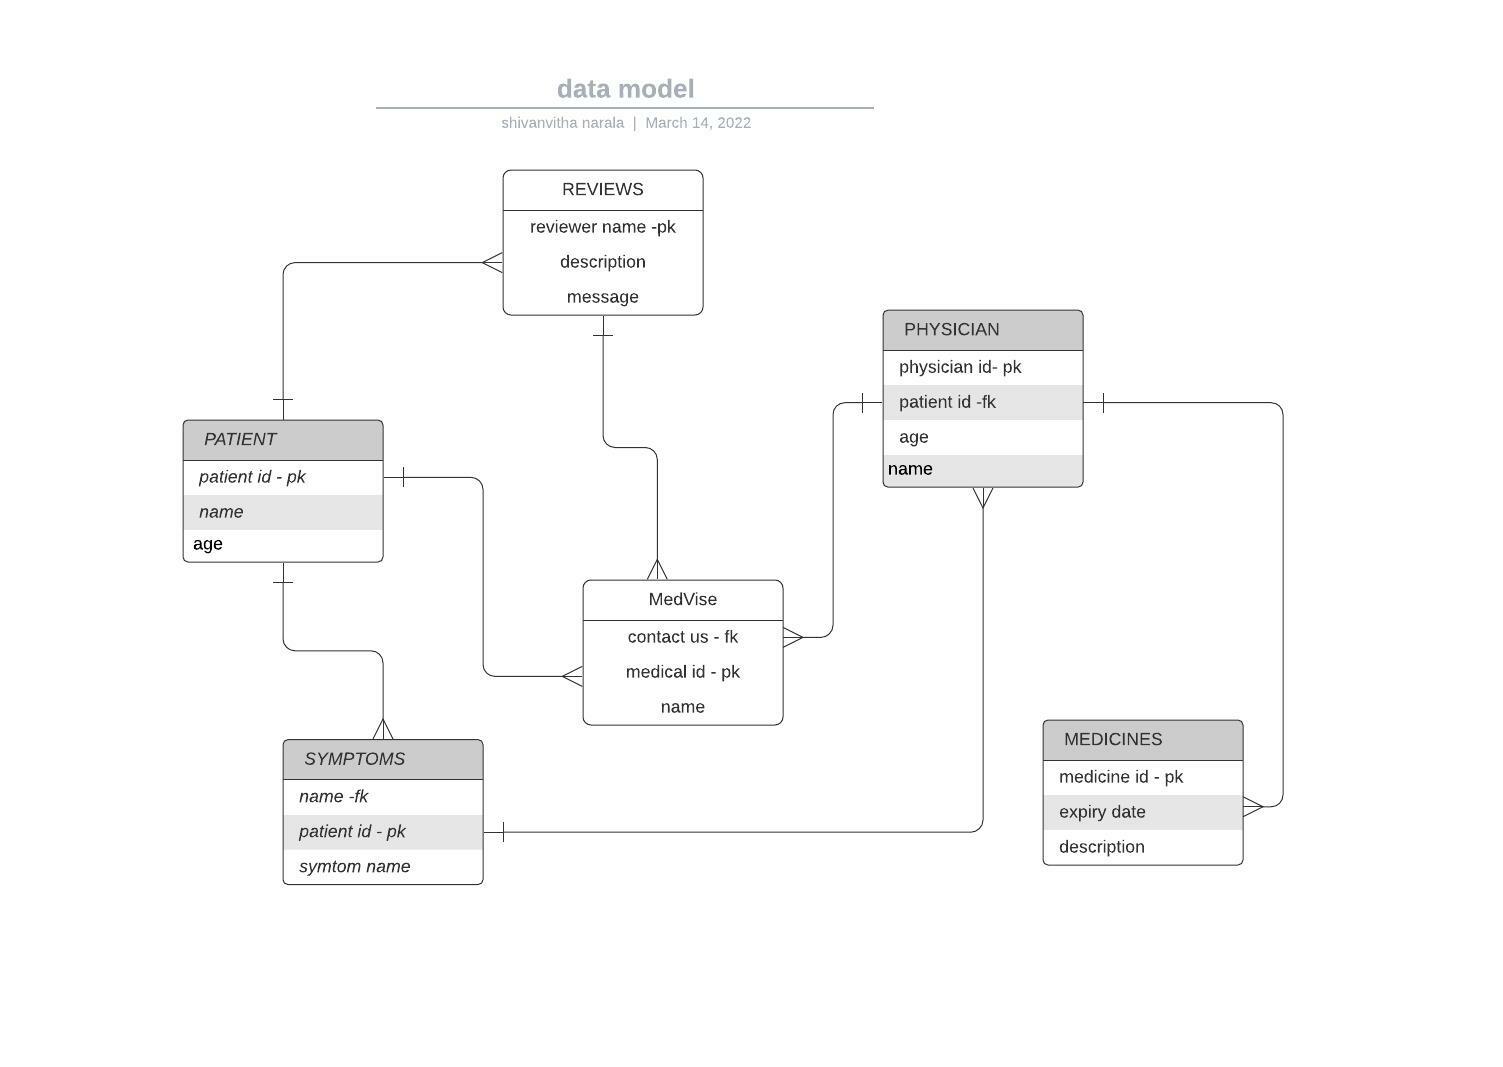 data model
shivanvitha narala | March 14, 2022
REVIEWS
reviewer name -pk
description
message
PHYSICIAN
physician id- pk
patient id -fk
age
name
PATIENT
patient id - pk
name
age
MedVise
contact us - fk
medical id - pk
name
SYMPTOMS
name -fk
patient id - pk
symtom name
MEDICINES
medicine id - pk
expiry date
description